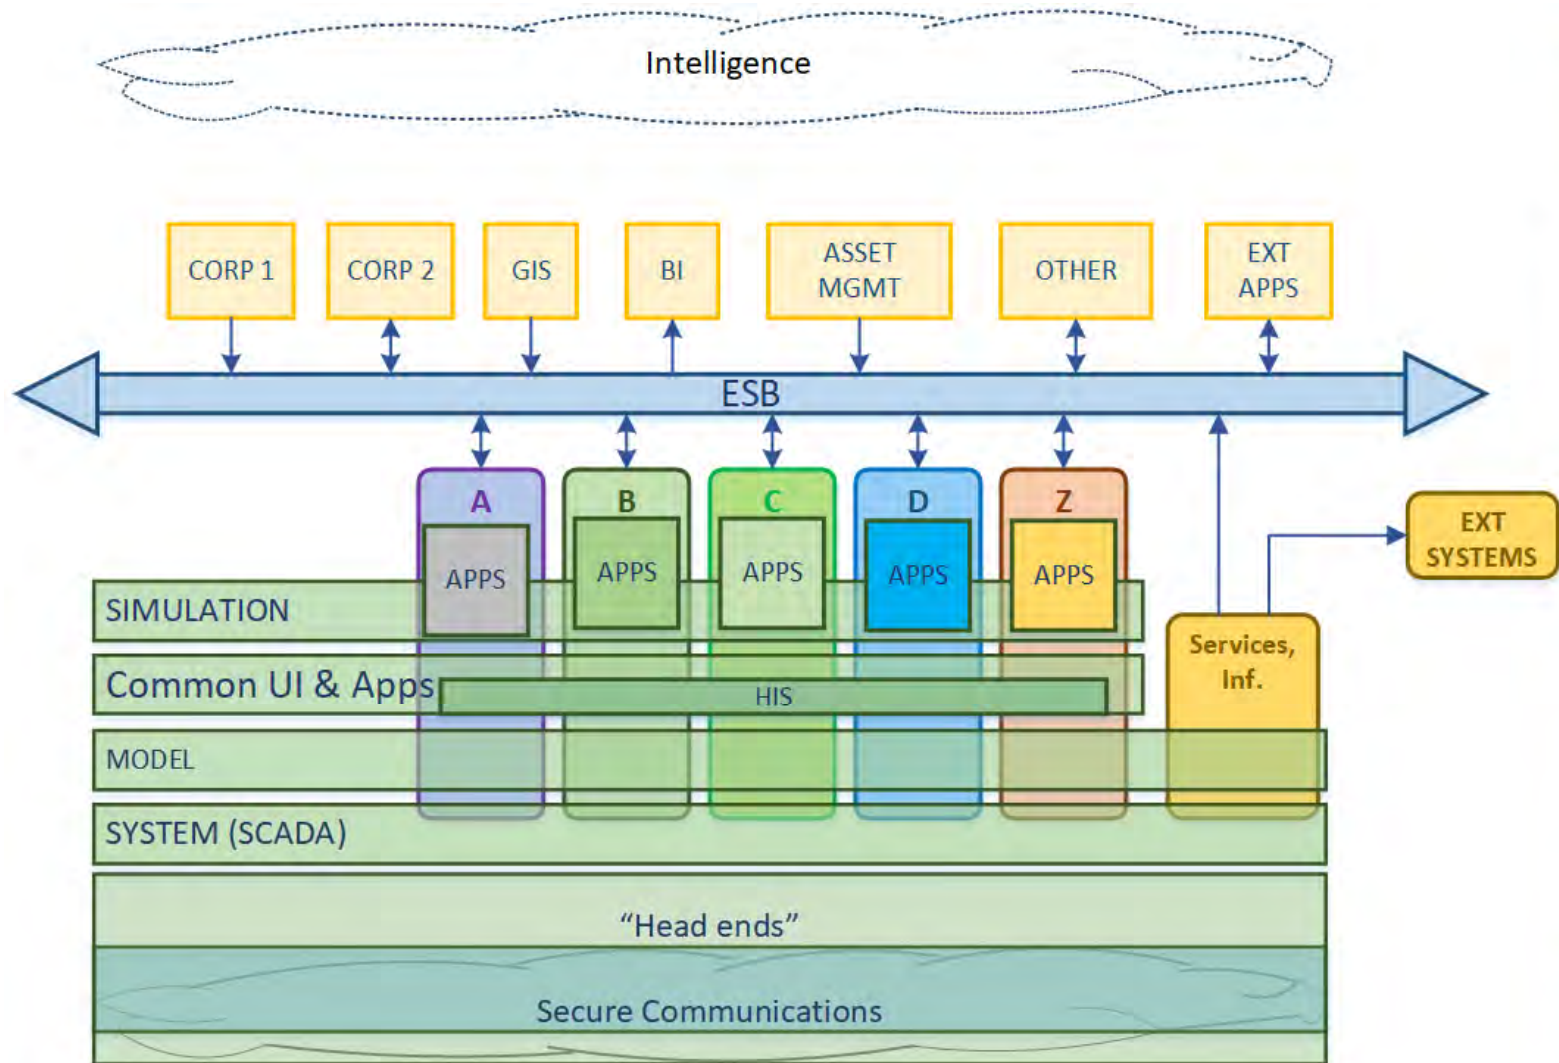 Intelligence
CORP 1
CORP 2
GIS
BI
ASSET
MGMT
OTHER
EXT
APPS
ESB
A
B
C
D
Z
APPS
APPS
APPS
APPS
APPS
EXT
SYSTEMS
SIMULATION
Services,
Inf.
Common UI & Apps
HIS
MODEL
SYSTEM (SCADA)
“Head ends”
Secure Communications